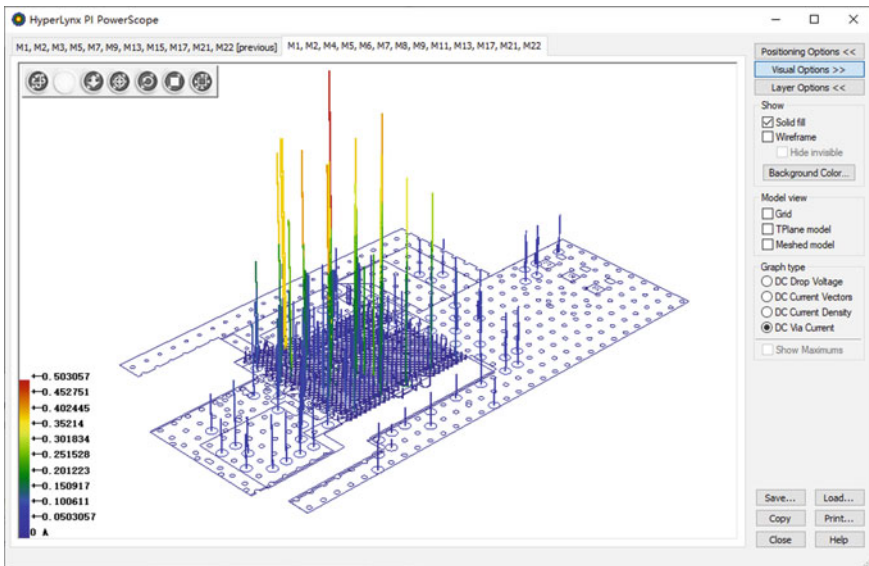 HyperLynx PI PowerScope
M1, M2, M3, M5, M7, M9, M13, M15, M17, M21, M22 [previous]
M1, M2, M4, M5, M6, M7, M8, M9, M11, M13, M17, M21, M22
Positioning Options <<
Visual Options >>
Layer Options <<
Show
Solid fill
Wireframe
Hide invisible
Background Color...
Model view
Grid
TPlane model
Meshed model
Graph type
DC Drop Voltage
DC Current Vectors
DC Current Density
DC Via Current
Show Maximums
0.503057
0.452751
0.402445
0.35214
0.301834
0.251528
0.201223
0.150917
0.100611
0.0503057
0 A
Save... Load...
Copy Print...
Close Help